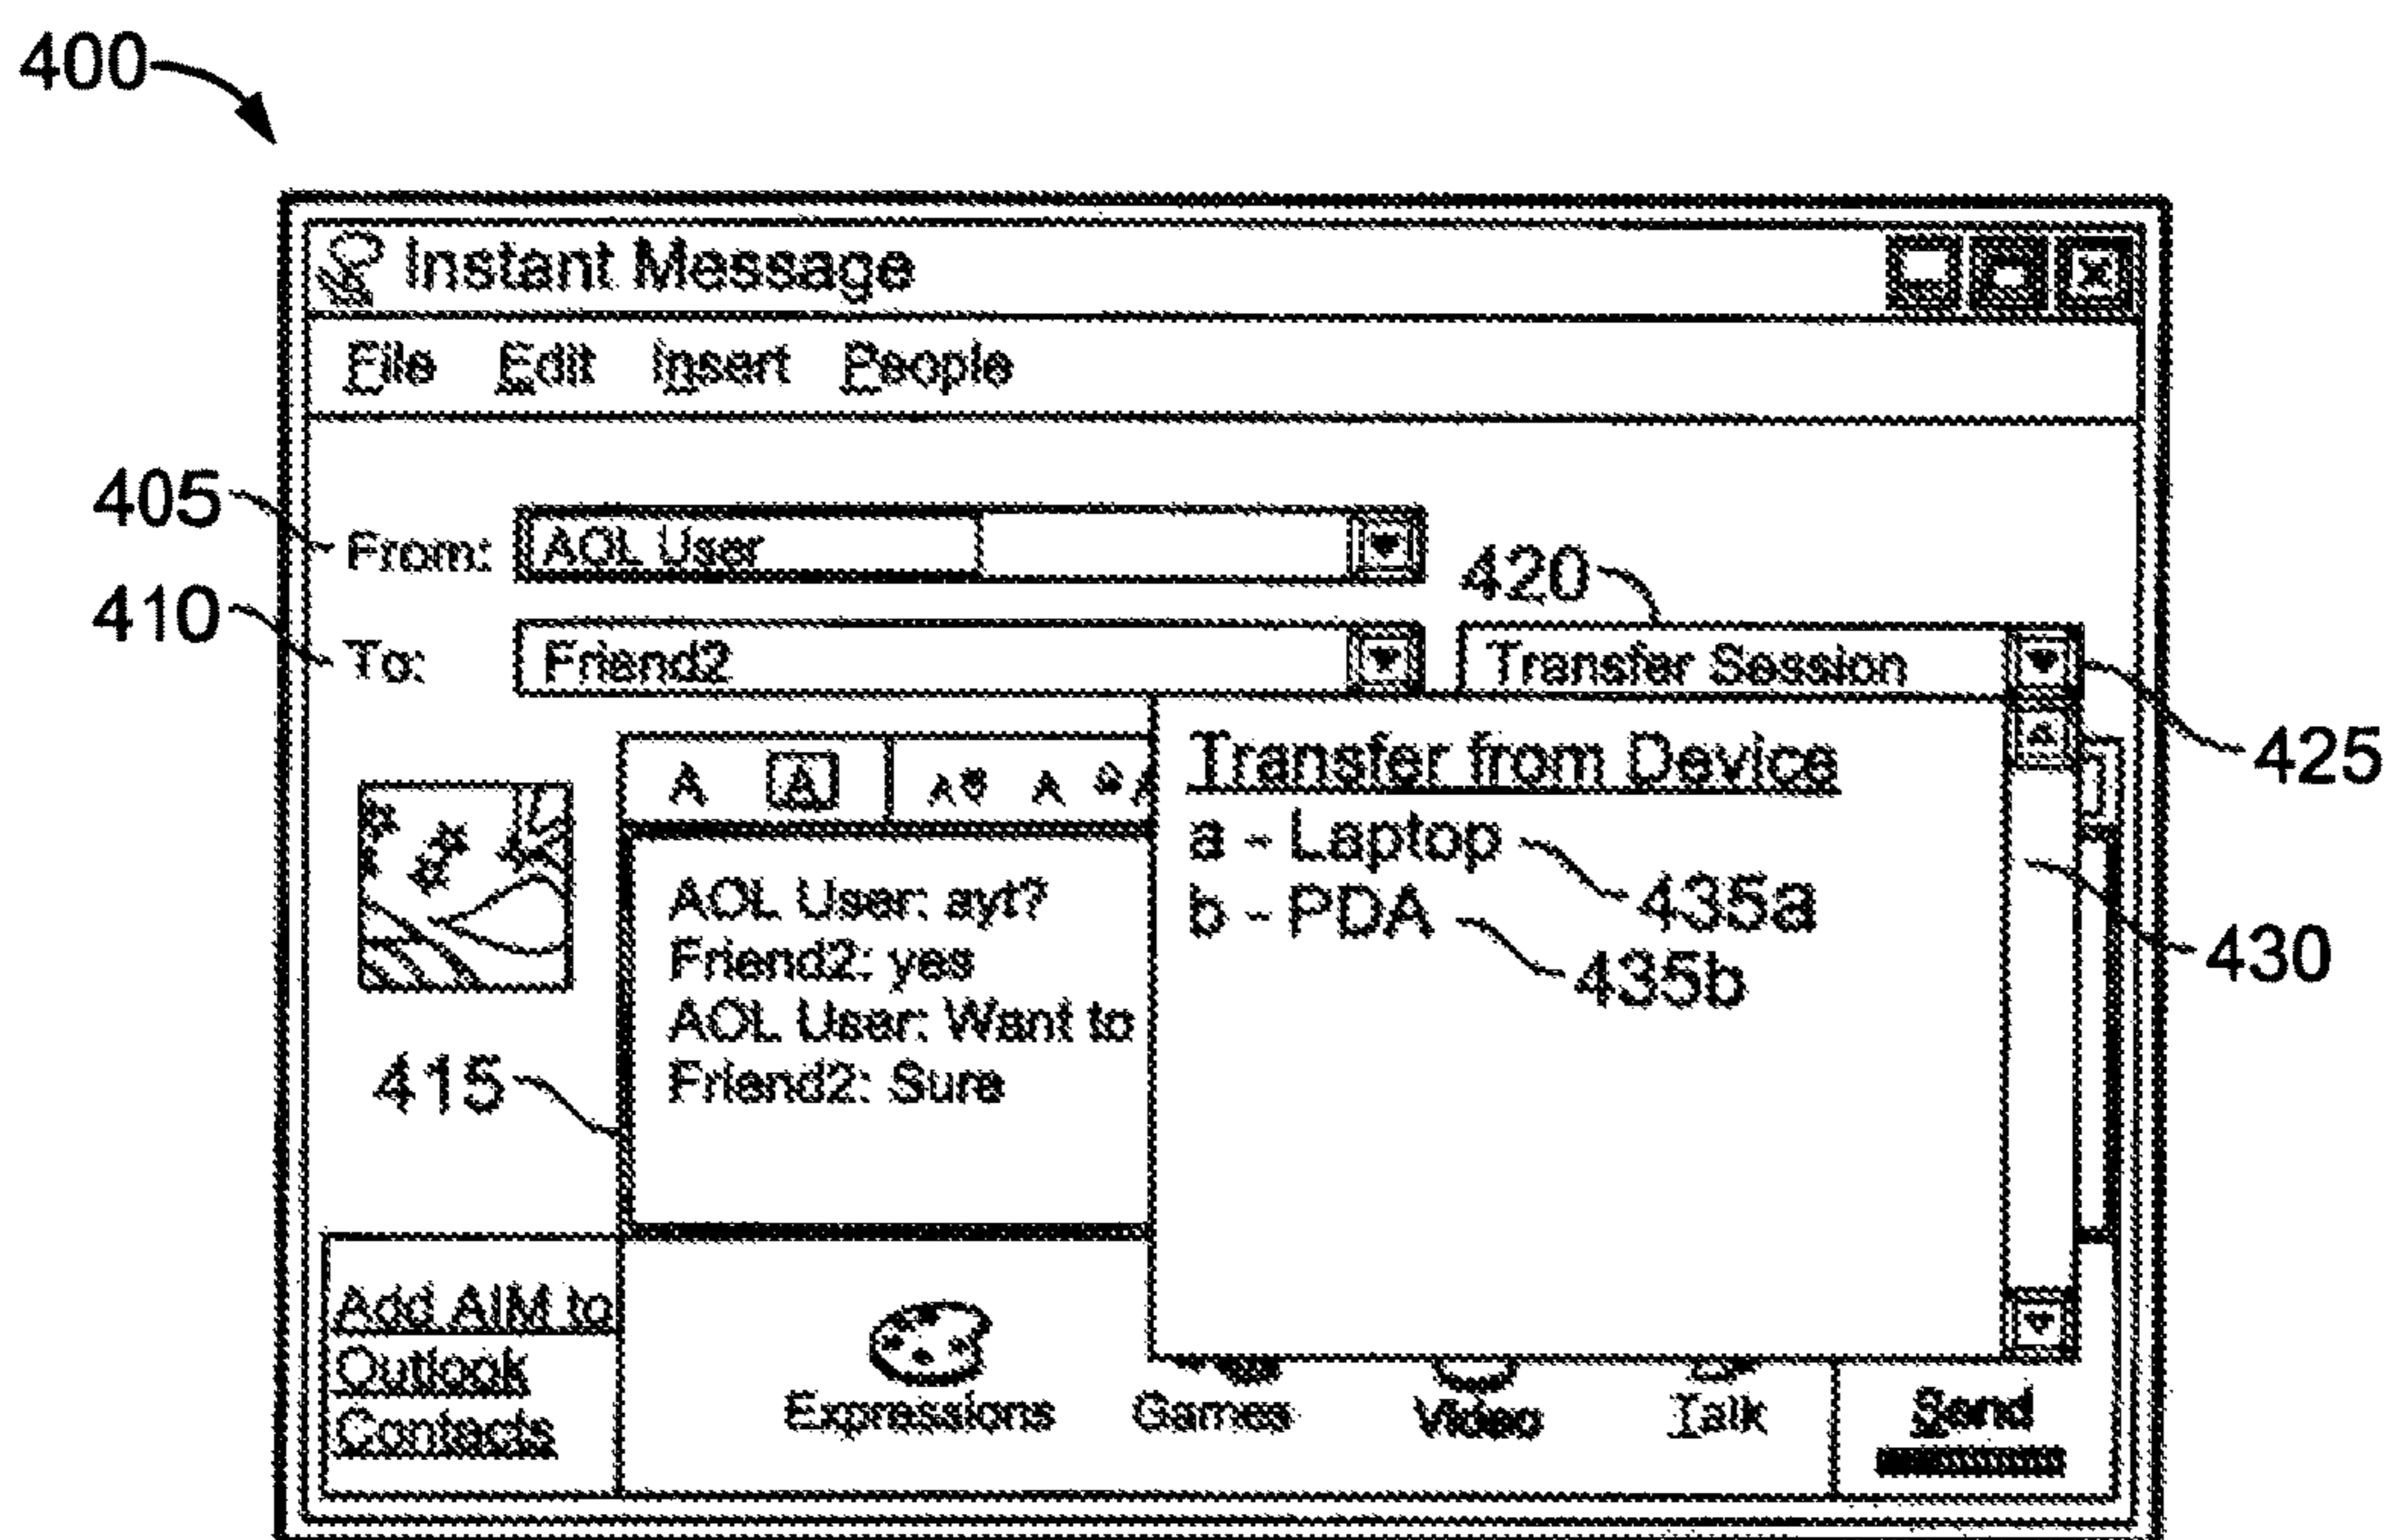 400
Instant Message
File Edit Insert People
405
From: AOL User
410
To: Friend2
420
Transfer Session
425
A A A A A
Transfer from Device
a - Laptop
435a
b - PDA
435b
430
AOL User: ayt?
Friend2: yes
AOL User: Want to
Friend2: Sure
415
Add AIM to
Outlook
Contacts
Expressions Games Video Talk Send